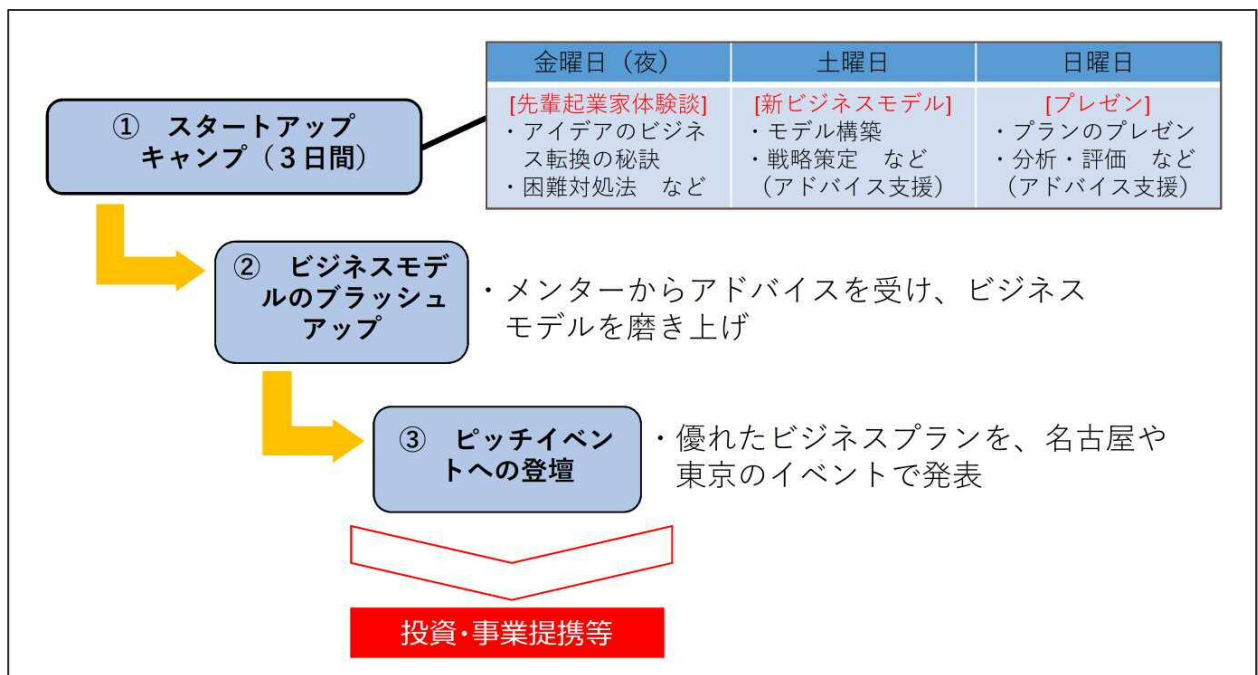 ① スタートアップ
キャンプ（３日間）
金曜日（夜）
[先輩起業家体験談]
・アイデアのビジネ
ス転換の秘訣
・困難対処法　など
土曜日
[新ビジネスモデル]
・モデル構築
・戦略策定　など
（アドバイス支援）
日曜日
[プレゼン]
・プランのプレゼン
・分析・評価　など
（アドバイス支援）
② ビジネスモデ
ルのブラッシュ
アップ
・メンターからアドバイスを受け、ビジネス
モデルを磨き上げ
③ ピッチイベン
トへの登壇
・優れたビジネスプランを、名古屋や
東京のイベントで発表
投資・事業提携等